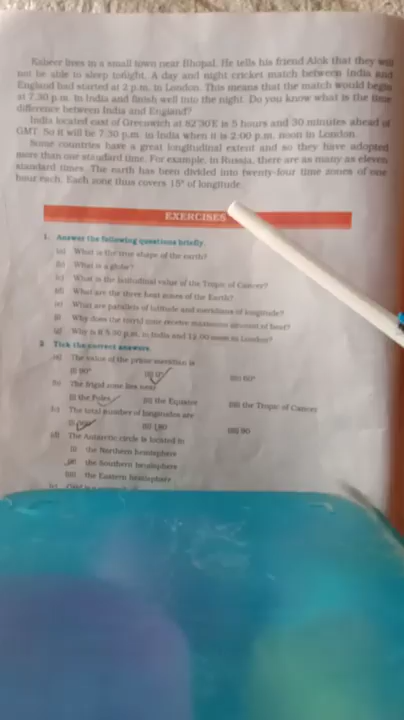 Kabeer lives in a small town near Bhopal. He tells his friend Alok that they will
not be able to sleep tonight. A day and night cricket match between India and
England had started at 2 p.m. in London. This means that the match would begin
at 7.30 p.m. in India and finish well into the night. Do you know what is the time
difference between India and England?
India located east of Greenwich at 82°30'E is 5 hours and 30 minutes ahead of
GMT. So it will be 7:30 p.m. in India when it is 2:00 p.m. noon in London.
Some countries have a great longitudinal extent and so they have adopted
more than one standard time. For example, in Russia, there are as many as eleven
standard times. The earth has been divided into twenty-four time zones of one
hour each. Each zone thus covers 15° of longitude.
EXERCISES
1. Answer the following questions briefly.
(a) What is the true shape of the earth?
(b) What is a globe?
(c) What is the latitudinal value of the Tropic of Cancer?
(d) What are the three heat zones of the Earth?
(e) What are parallels of latitude and meridians of longitude?
(f) Why does the torrid zone receive maximum amount of heat?
(g) Why is it 5.30 p.m. in India and 12.00 noon in London?
2. Tick the correct answers.
(a) The value of the prime meridian is
(i) 90° (ii) 0° (iii) 60°
(b) The frigid zone lies near
(i) the Poles (ii) the Equator (iii) the Tropic of Cancer
(c) The total number of longitudes are
(i) 360 (ii) 180 (iii) 90
(d) The Antarctic circle is located in
(i) the Northern hemisphere
(ii) the Southern hemisphere
(iii) the Eastern hemisphere